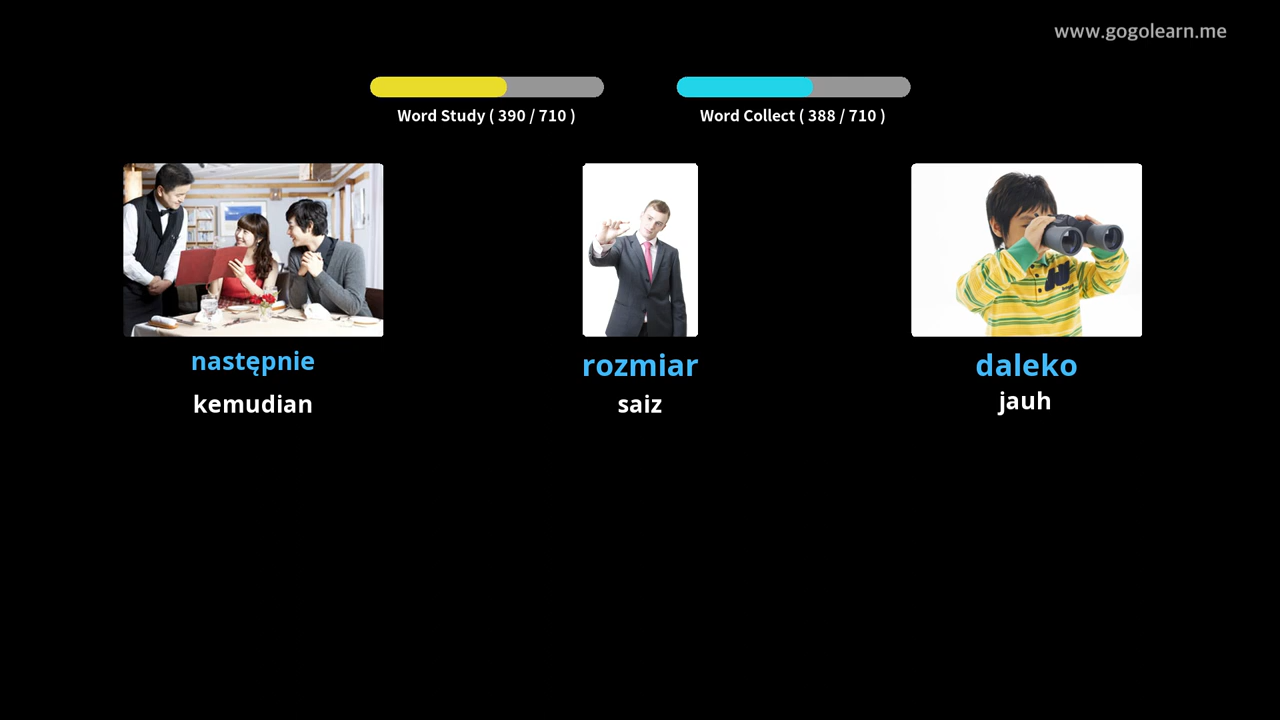 www.gogolearn.me
Word Study ( 390 / 710 )
Word Collect ( 388 / 710 )
następnie
rozmiar
daleko
kemudian
saiz
jauh